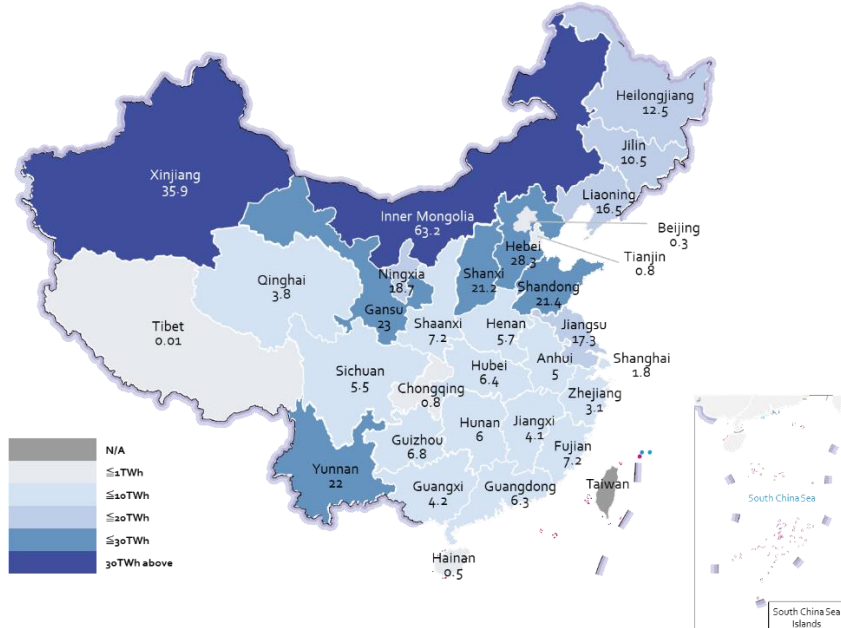 Heilongjiang
12.5
Jilin
10.5
Liaoning
16.5
Xinjiang
35.9
Inner Mongolia
63.2
Beijing
0.3
Tianjin
0.8
Hebei
28.3
Shanxi
21.2
Shandong
21.4
Ningxia
18.7
Qinghai
3.8
Gansu
23
Tibet
0.01
Shaanxi
7.2
Henan
5.7
Jiangsu
17.3
Anhui
5
Shanghai
1.8
Hubei
6.4
Sichuan
5.5
Chongqing
0.8
Zhejiang
3.1
Hunan
6
Jiangxi
4.1
Guizhou
6.8
Fujian
7.2
Yunnan
22
Guangxi
4.2
Guangdong
6.3
Taiwan
Hainan
0.5
N/A
≦1TWh
≦10TWh
≦20TWh
≦30TWh
30TWh above
South China Sea
South China Sea
Islands